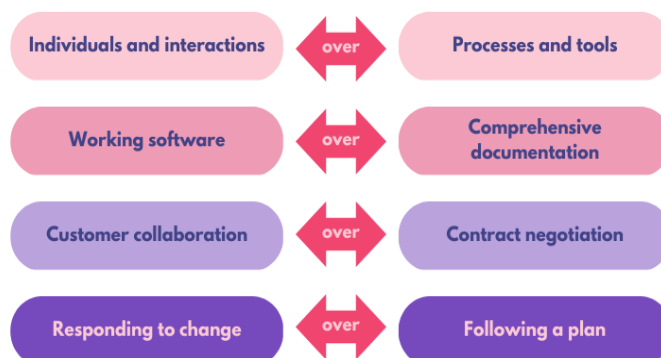 Individuals and interactions over Processes and tools
Working software over Comprehensive
documentation
Customer collaboration over Contract negotiation
Responding to change over Following a plan